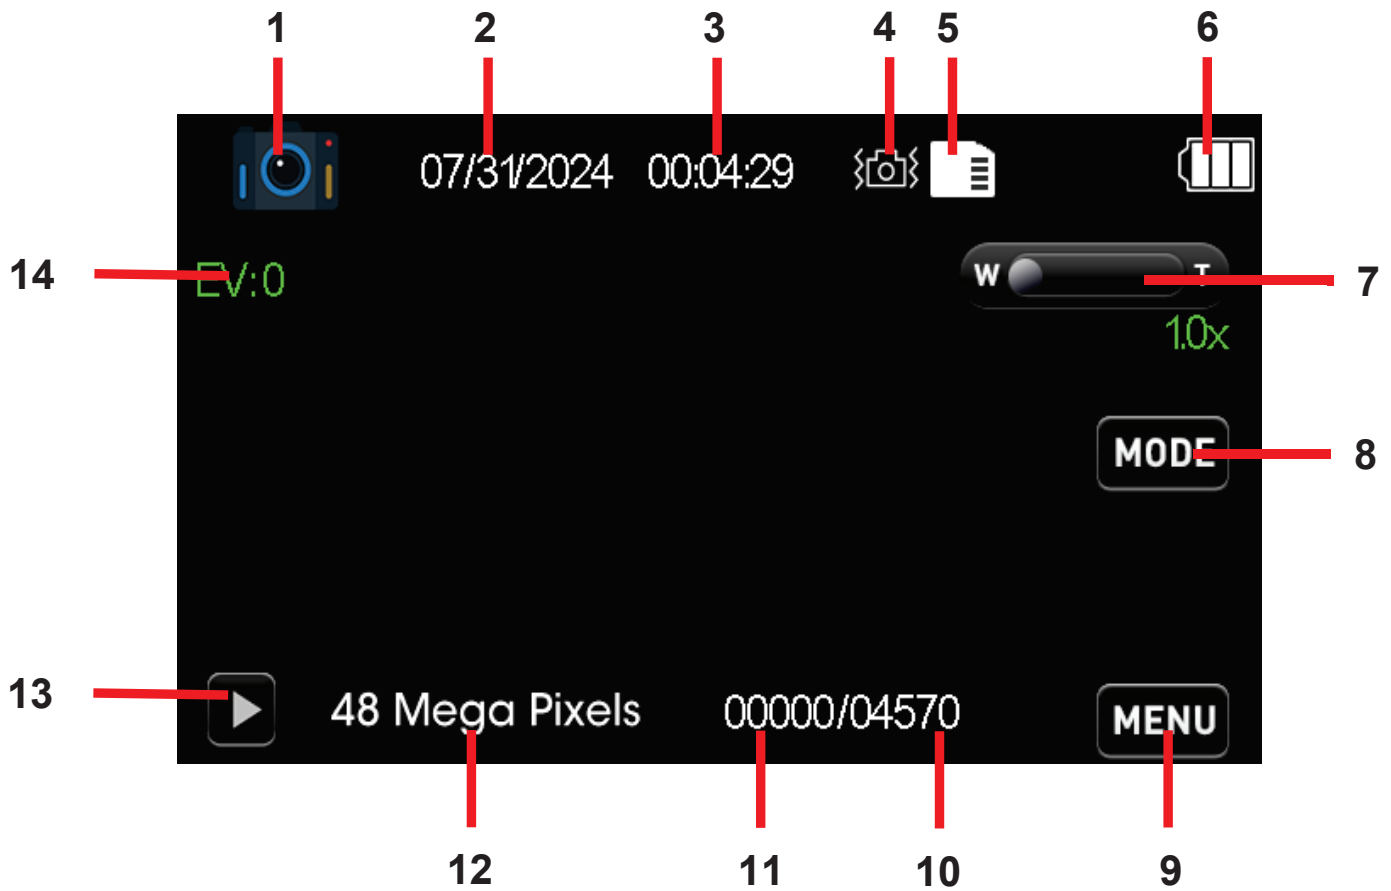 1 2 3 4 5 6
07/31/2024 00:04:29
14 EV:0 W T 7
1.0x
MODE 8
13 48 Mega Pixels 00000/04570 MENU
12 11 10 9